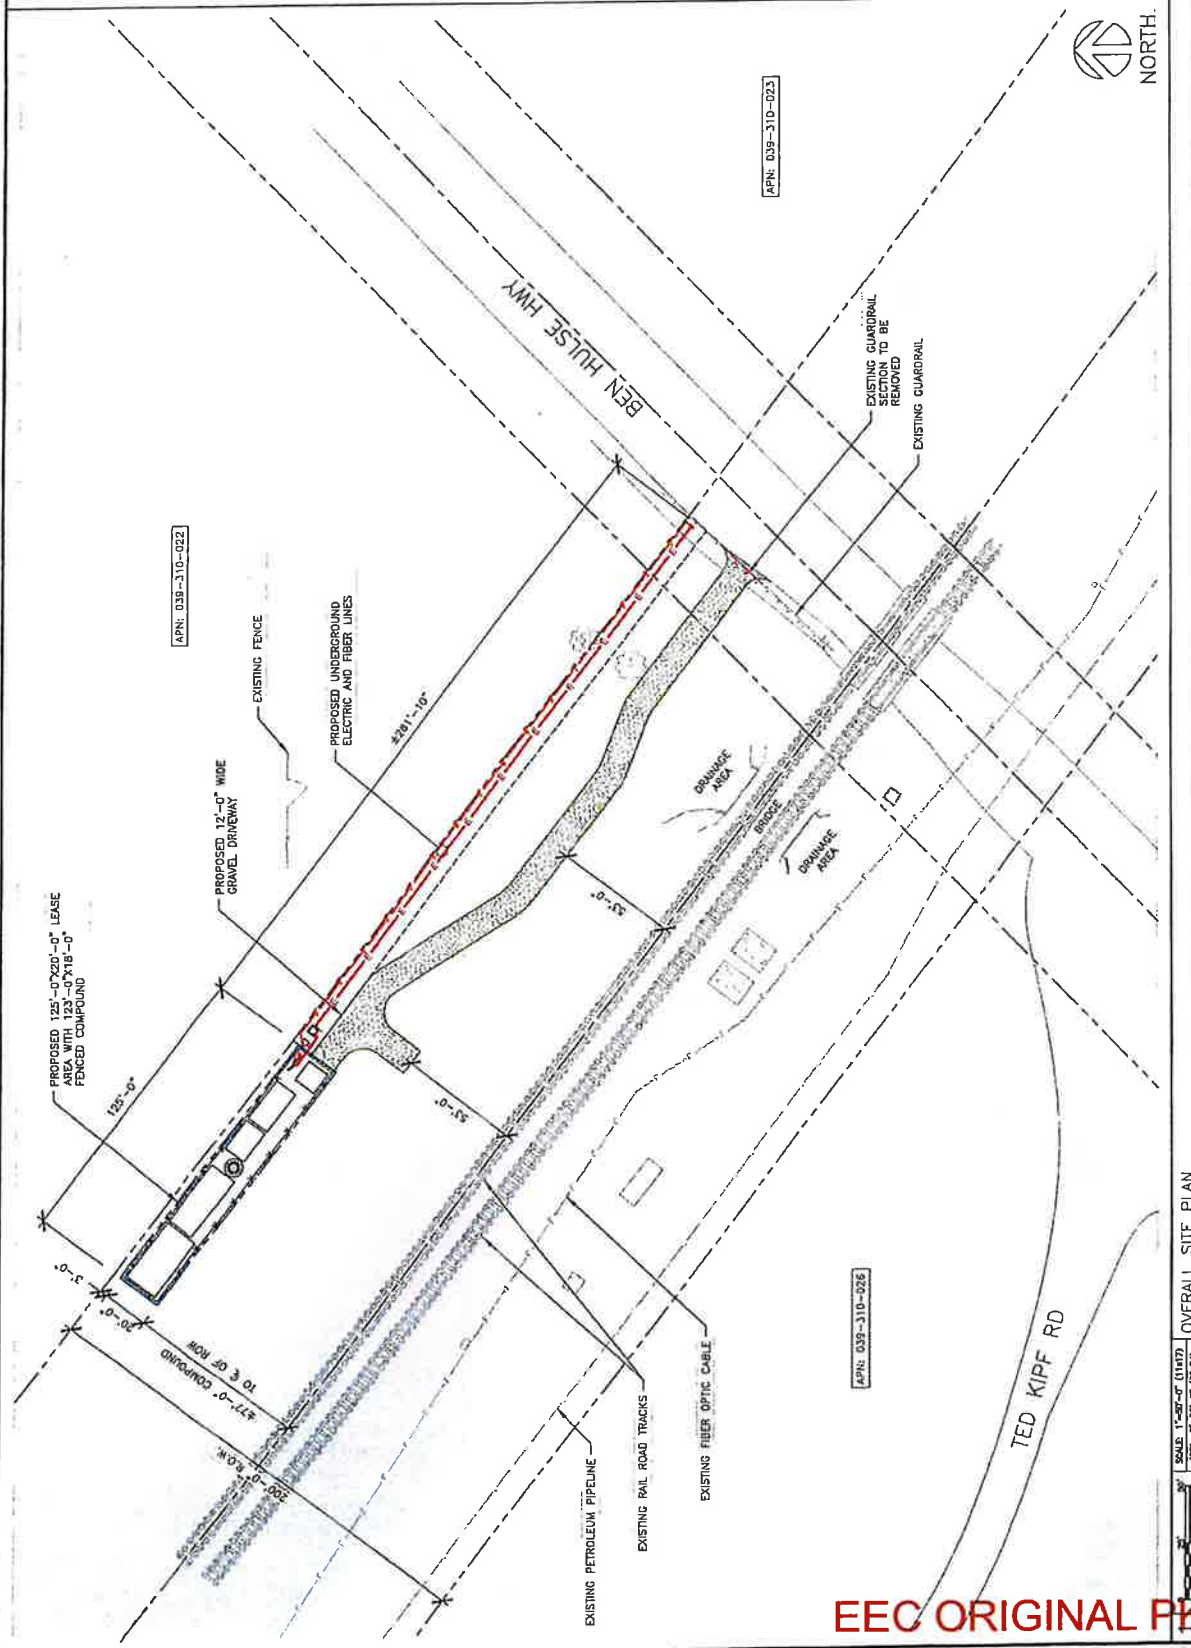 PROPOSED 125'-0"X20'-0" LEASE
AREA WITH 123'-0"X18'-0"
FENCED COMPOUND
PROPOSED 12'-0" WIDE
GRAVEL DRIVEWAY
EXISTING FENCE
PROPOSED UNDERGROUND
ELECTRIC AND FIBER LINES
APN: 039-310-022
APN: 039-310-023
NORTH
BEN HULSE HWY
EXISTING GUARDRAIL
SECTION TO BE
REMOVED
EXISTING GUARDRAIL
±281'-10"
125'-0"
3'-0"
20'-0"
±77'-0" COMPOUND
TO ℄ OF ROW
200'-0" R.O.W.
53'-0"
53'-0"
DRAINAGE
AREA
BRIDGE
DRAINAGE
AREA
EXISTING PETROLEUM PIPELINE
EXISTING RAIL ROAD TRACKS
EXISTING FIBER OPTIC CABLE
APN: 039-310-026
TED KIPF RD
OVERALL SITE PLAN
SCALE: (11x17)
EEC ORIGINAL